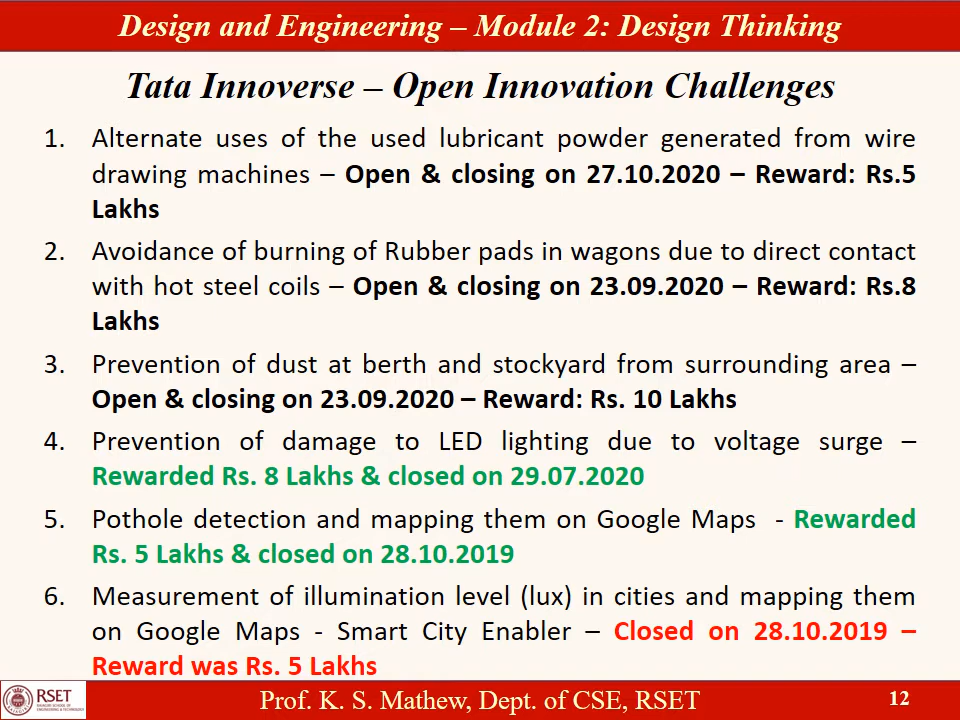 Design and Engineering – Module 2: Design Thinking
Tata Innoverse – Open Innovation Challenges
1. Alternate uses of the used lubricant powder generated from wire
drawing machines – Open & closing on 27.10.2020 – Reward: Rs.5
Lakhs
2. Avoidance of burning of Rubber pads in wagons due to direct contact
with hot steel coils – Open & closing on 23.09.2020 – Reward: Rs.8
Lakhs
3. Prevention of dust at berth and stockyard from surrounding area –
Open & closing on 23.09.2020 – Reward: Rs. 10 Lakhs
4. Prevention of damage to LED lighting due to voltage surge –
Rewarded Rs. 8 Lakhs & closed on 29.07.2020
5. Pothole detection and mapping them on Google Maps - Rewarded
Rs. 5 Lakhs & closed on 28.10.2019
6. Measurement of illumination level (lux) in cities and mapping them
on Google Maps - Smart City Enabler – Closed on 28.10.2019 –
Reward was Rs. 5 Lakhs
RSET
RAJAGIRI SCHOOL OF
ENGINEERING & TECHNOLOGY
Prof. K. S. Mathew, Dept. of CSE, RSET
12